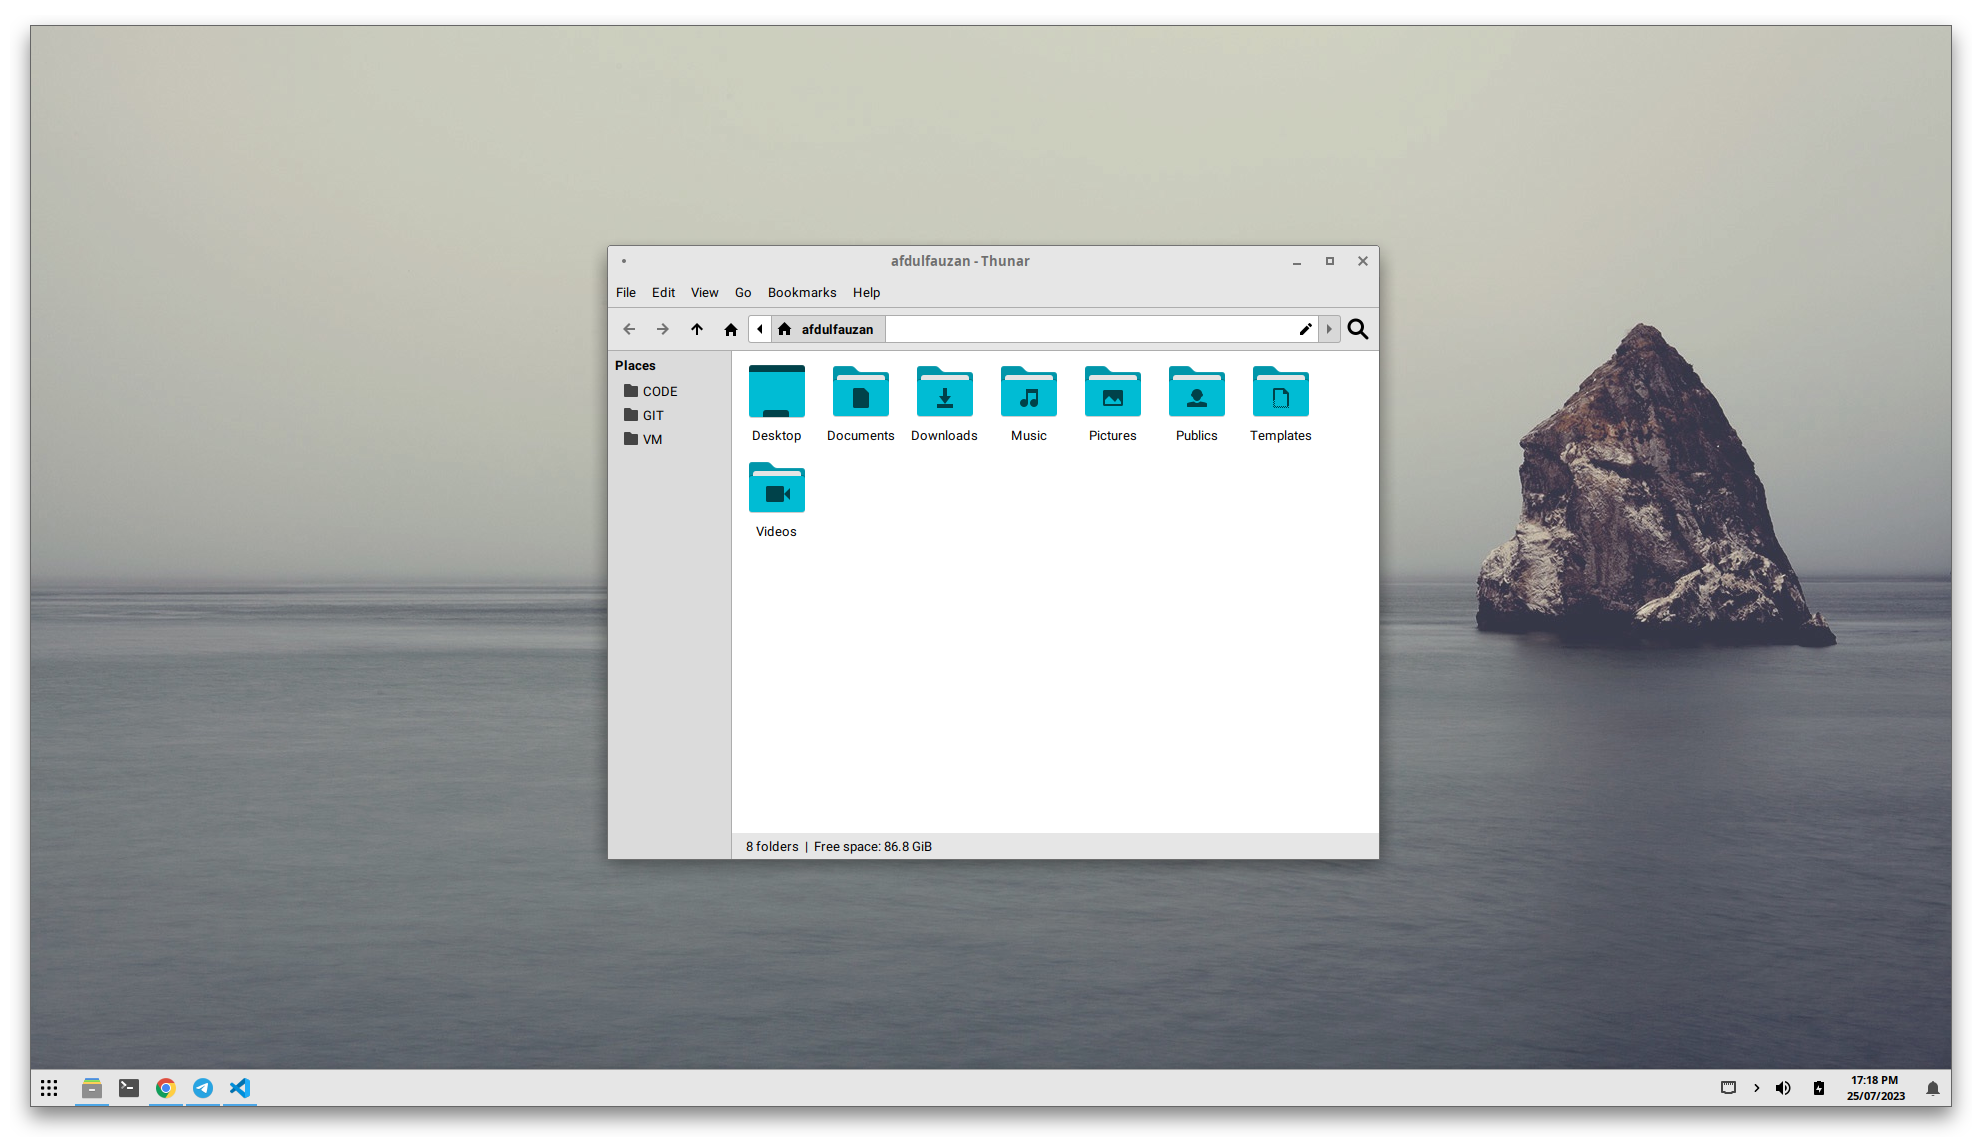 afdulfauzan - Thunar
File Edit View Go Bookmarks Help
afdulfauzan
Places
CODE
GIT
VM
Desktop Documents Downloads Music Pictures Publics Templates
Videos
8 folders | Free space: 86.8 GiB
17:18 PM
25/07/2023